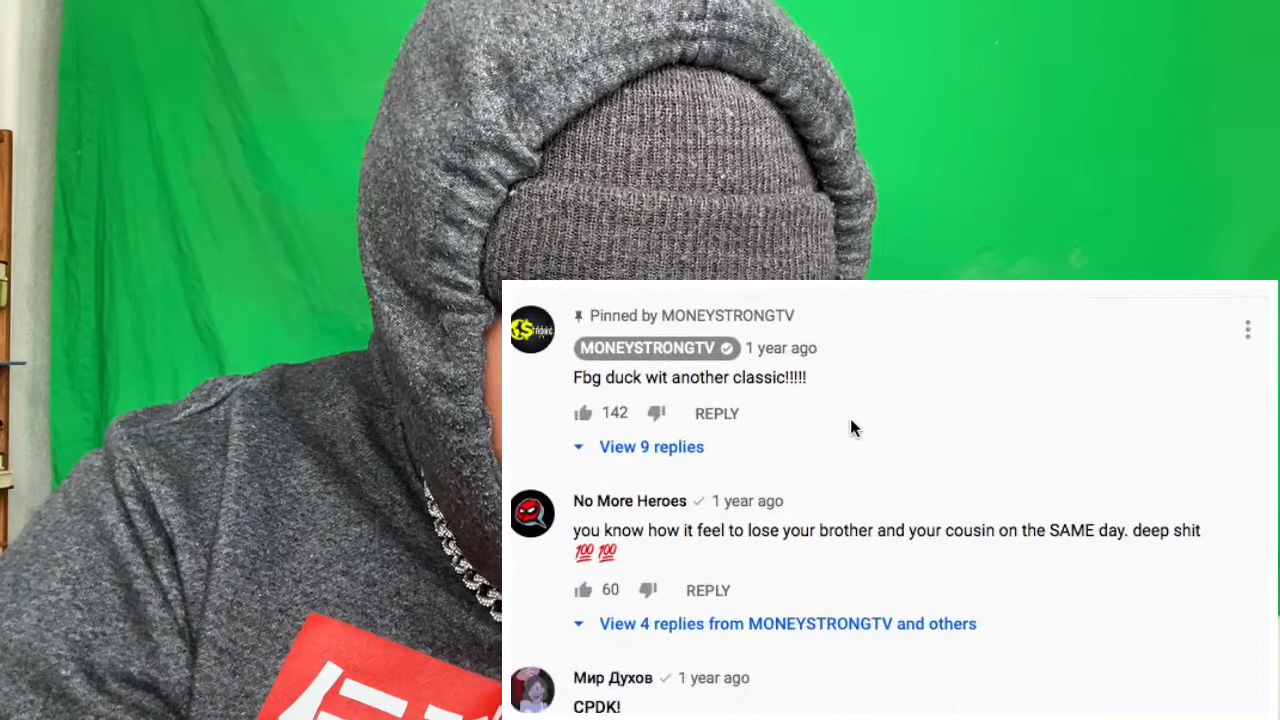 Pinned by MONEYSTRONGTV
MONEYSTRONGTV 1 year ago
Fbg duck wit another classic!!!!!
142 REPLY
View 9 replies
No More Heroes 1 year ago
you know how it feel to lose your brother and your cousin on the SAME day. deep shit
💯💯
60 REPLY
View 4 replies from MONEYSTRONGTV and others
Мир Духов 1 year ago
CPDK!